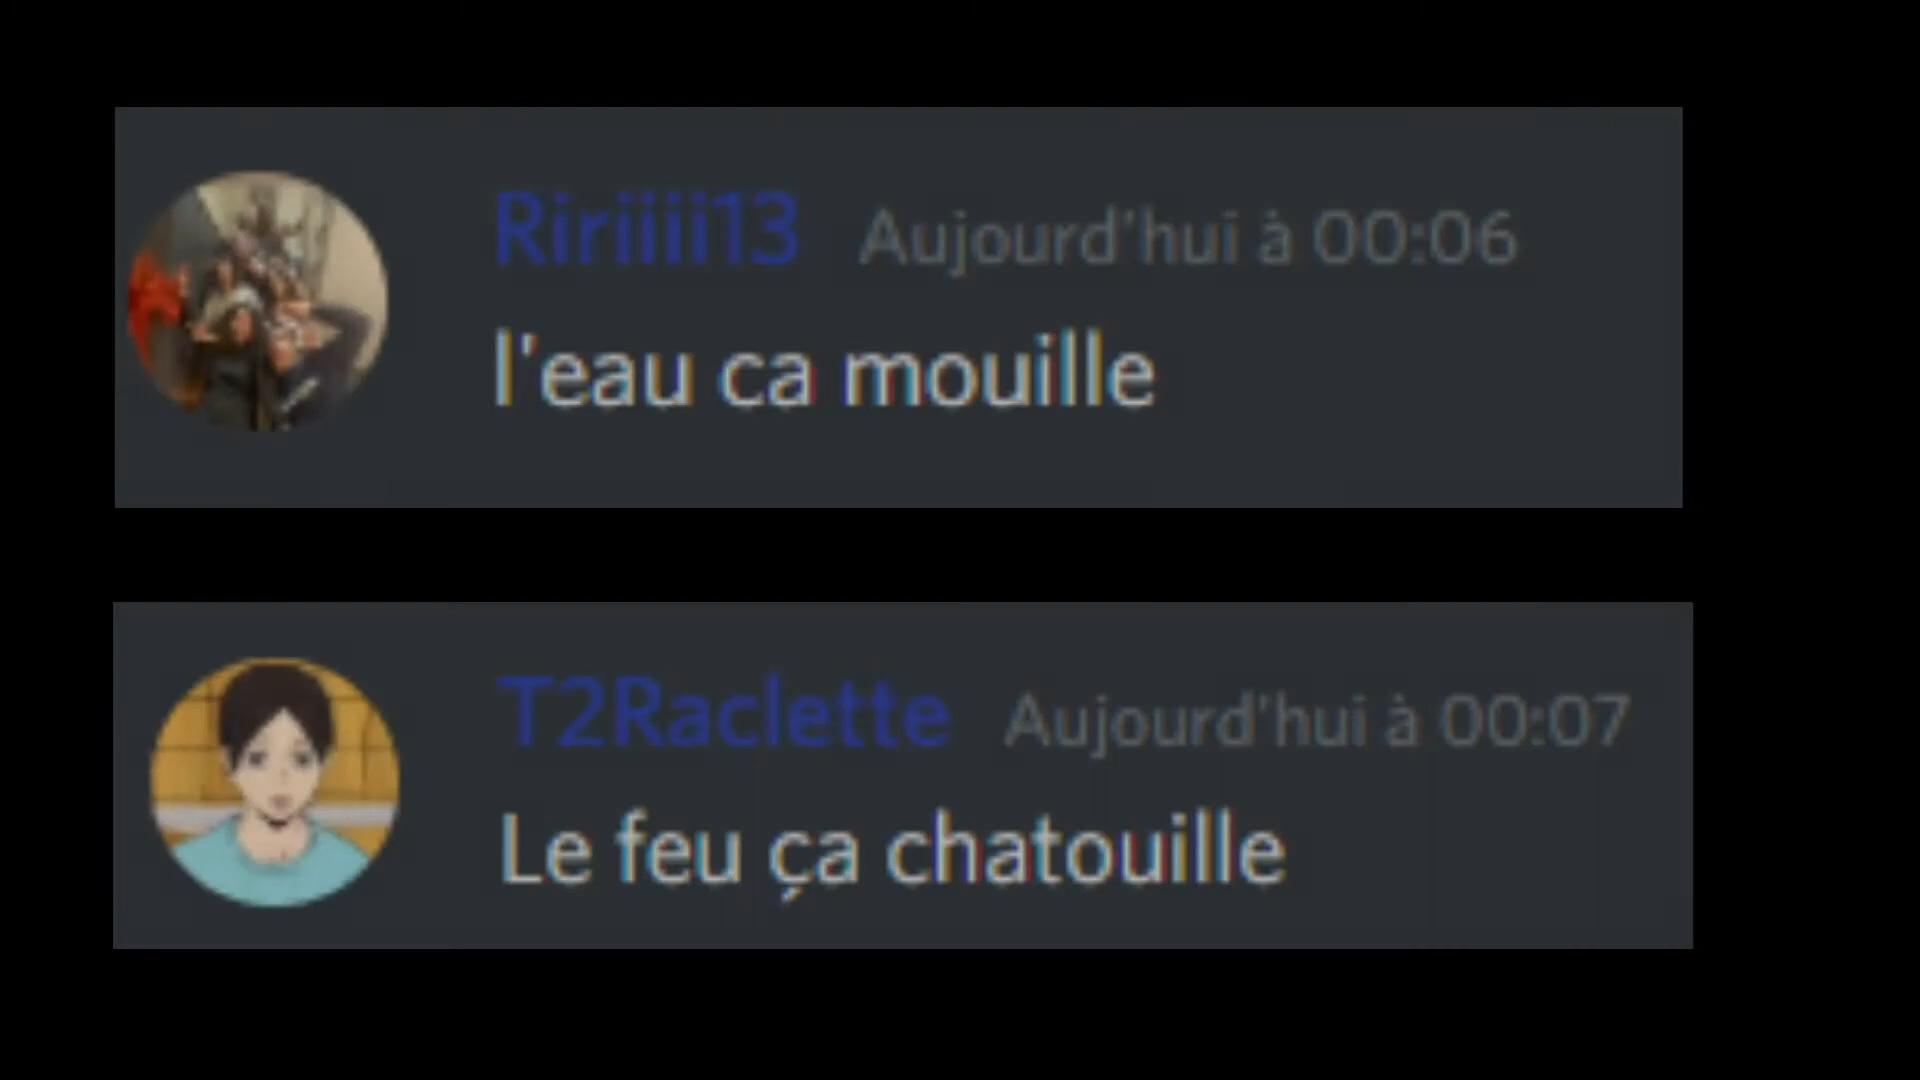 Ririiii13 Aujourd'hui à 00:06
l'eau ca mouille
T2Raclette Aujourd'hui à 00:07
Le feu ça chatouille